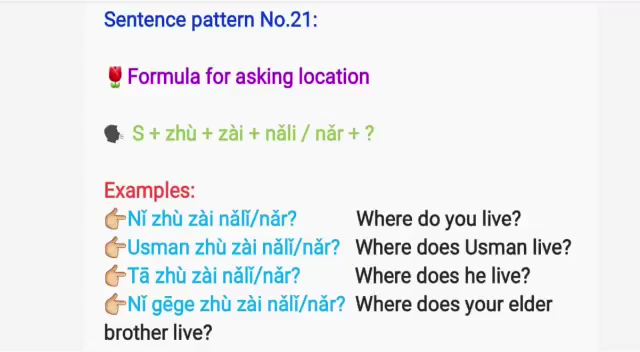 Sentence pattern No.21:
🌹Formula for asking location
🗣 S + zhù + zài + nǎli / nǎr + ?
Examples:
👉🏼Nǐ zhù zài nǎlǐ/nǎr? Where do you live?
👉🏼Usman zhù zài nǎlǐ/nǎr? Where does Usman live?
👉🏼Tā zhù zài nǎlǐ/nǎr? Where does he live?
👉🏼Nǐ gēge zhù zài nǎlǐ/nǎr? Where does your elder
brother live?